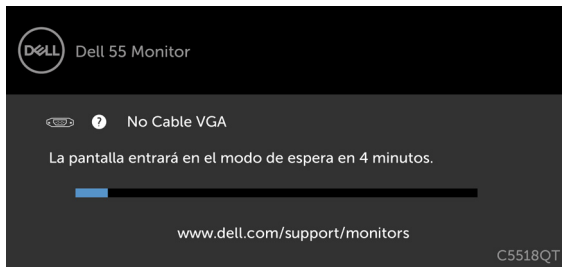 DELL
Dell 55 Monitor
? No Cable VGA
La pantalla entrará en el modo de espera en 4 minutos.
www.dell.com/support/monitors
C5518QT